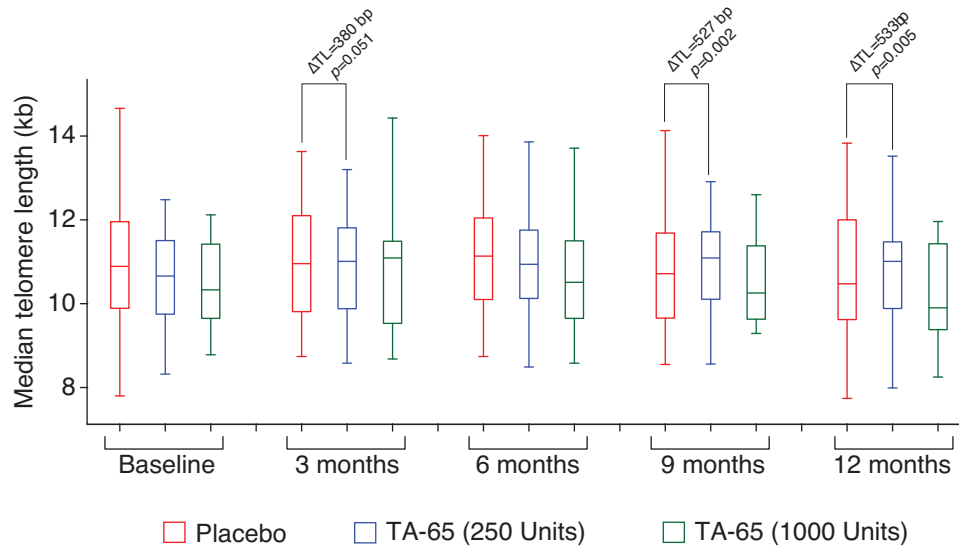 ΔTL=380 bp
p=0.051
ΔTL=527 bp
p=0.002
ΔTL=533bp
p=0.005
Median telomere length (kb)
14
12
10
8
Baseline
3 months
6 months
9 months
12 months
Placebo
TA-65 (250 Units)
TA-65 (1000 Units)